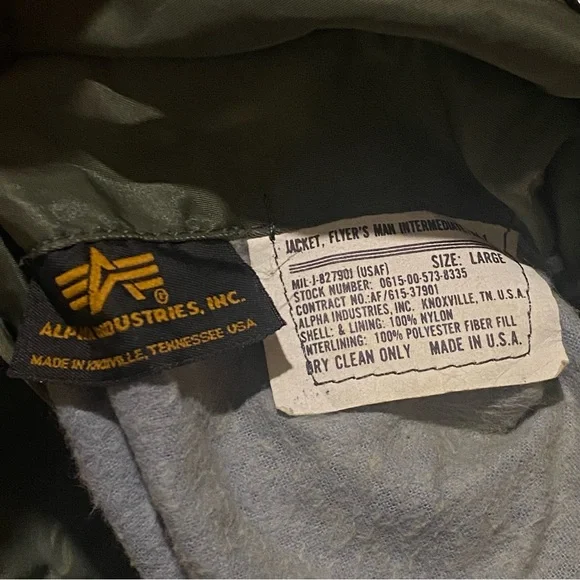 ®
ALPHA INDUSTRIES, INC.
MADE IN KNOXVILLE, TENNESSEE USA
JACKET, FLYER'S MAN INTERMEDIATE
MIL-J-82790J (USAF) SIZE: LARGE
STOCK NUMBER: 0615-00-573-8335
CONTRACT NO: AF/615-37901
ALPHA INDUSTRIES, INC. KNOXVILLE, TN. U.S.A.
SHELL & LINING: 100% NYLON
INTERLINING: 100% POLYESTER FIBER FILL
DRY CLEAN ONLY MADE IN U.S.A.